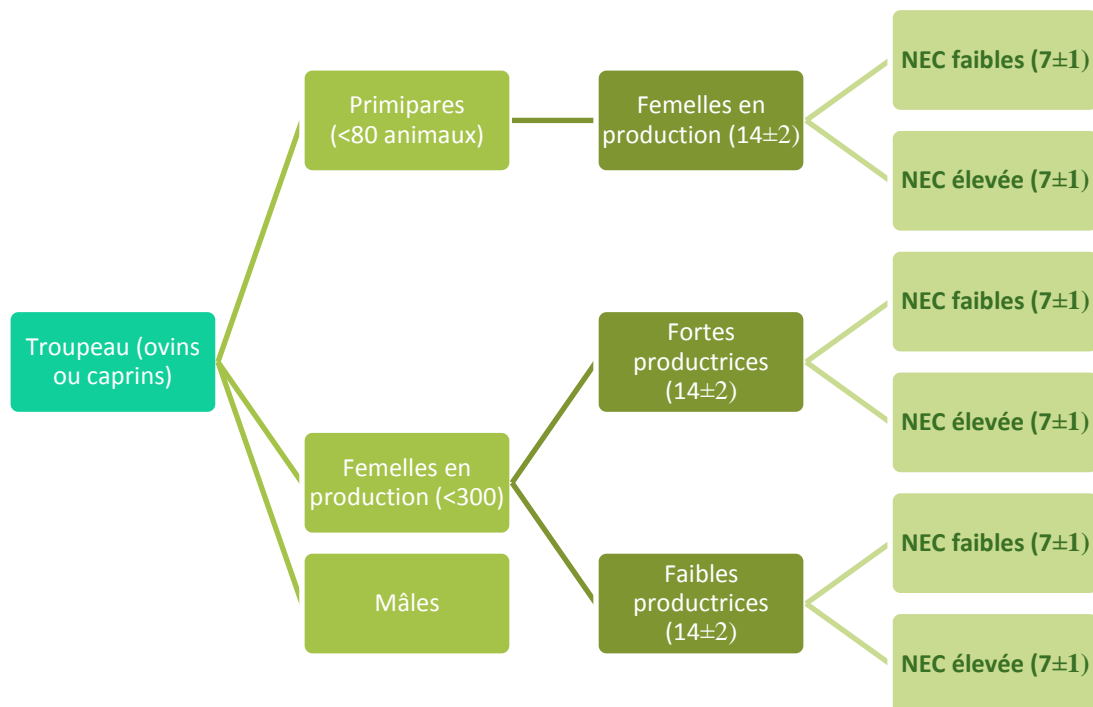 Troupeau (ovins
ou caprins)
Primipares
(<80 animaux)
Femelles en
production (14±2)
NEC faibles (7±1)
NEC élevée (7±1)
Femelles en
production (<300)
Fortes
productrices
(14±2)
NEC faibles (7±1)
NEC élevée (7±1)
Faibles
productrices
(14±2)
NEC faibles (7±1)
NEC élevée (7±1)
Mâles